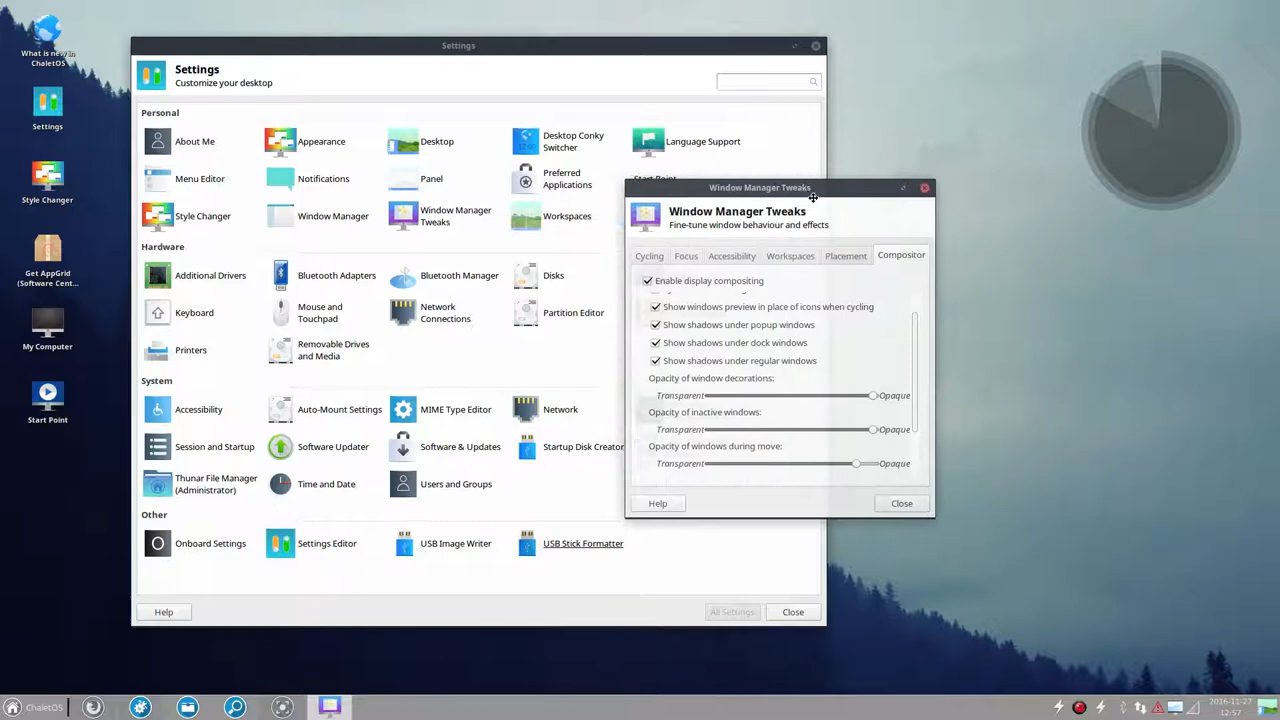 What is new in
ChaletOS
Settings
Style Changer
Get AppGrid
(Software Cent...
My Computer
Start Point
Settings
Settings
Customize your desktop
Personal
About Me
Appearance
Desktop
Desktop Conky
Switcher
Language Support
Menu Editor
Notifications
Panel
Preferred
Applications
Start Point
Style Changer
Window Manager
Window Manager
Tweaks
Workspaces
Hardware
Additional Drivers
Bluetooth Adapters
Bluetooth Manager
Disks
Keyboard
Mouse and
Touchpad
Network
Connections
Partition Editor
Printers
Removable Drives
and Media
System
Accessibility
Auto-Mount Settings
MIME Type Editor
Network
Session and Startup
Software Updater
Software & Updates
Startup Disk Creator
Thunar File Manager
(Administrator)
Time and Date
Users and Groups
Other
Onboard Settings
Settings Editor
USB Image Writer
USB Stick Formatter
Help
All Settings
Close
Window Manager Tweaks
Window Manager Tweaks
Fine-tune window behaviour and effects
Cycling
Focus
Accessibility
Workspaces
Placement
Compositor
Enable display compositing
Show windows preview in place of icons when cycling
Show shadows under popup windows
Show shadows under dock windows
Show shadows under regular windows
Opacity of window decorations:
Transparent
Opaque
Opacity of inactive windows:
Transparent
Opaque
Opacity of windows during move:
Transparent
Opaque
Help
Close
ChaletOS
2016-11-27
12:57